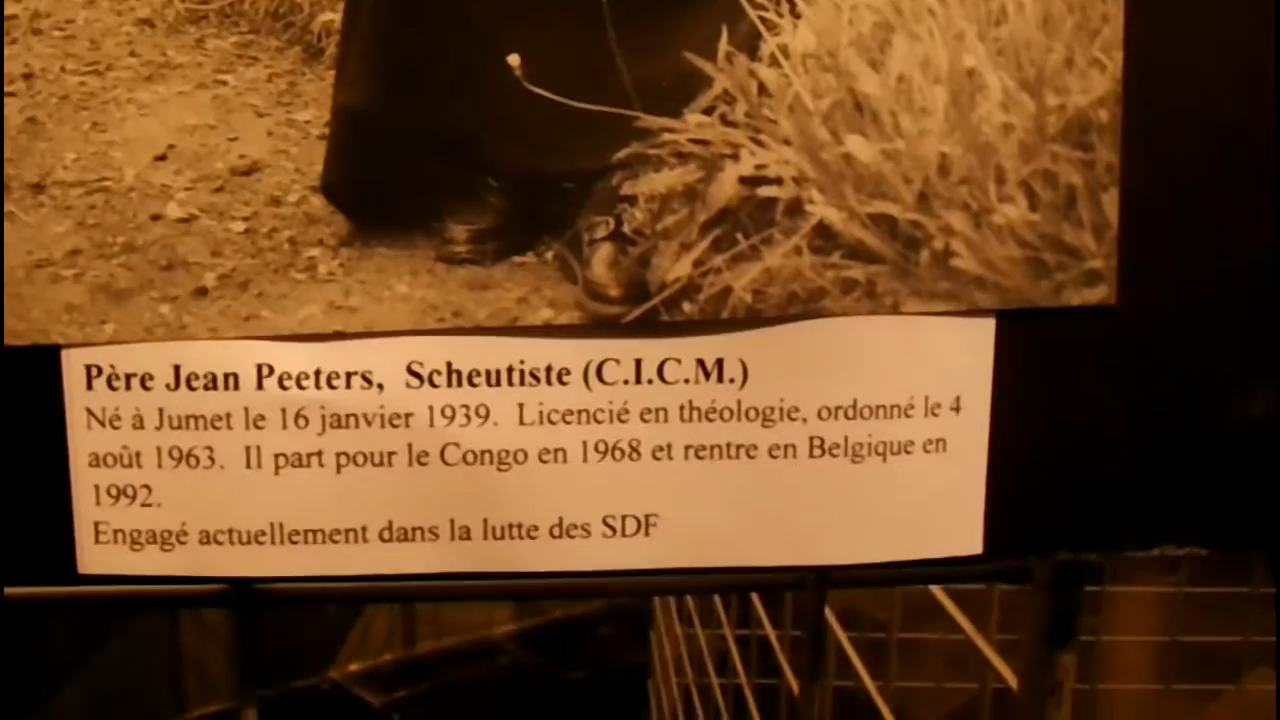 Père Jean Peeters, Scheutiste (C.I.C.M.)
Né à Jumet le 16 janvier 1939. Licencié en théologie, ordonné le 4
août 1963. Il part pour le Congo en 1968 et rentre en Belgique en
1992.
Engagé actuellement dans la lutte des SDF